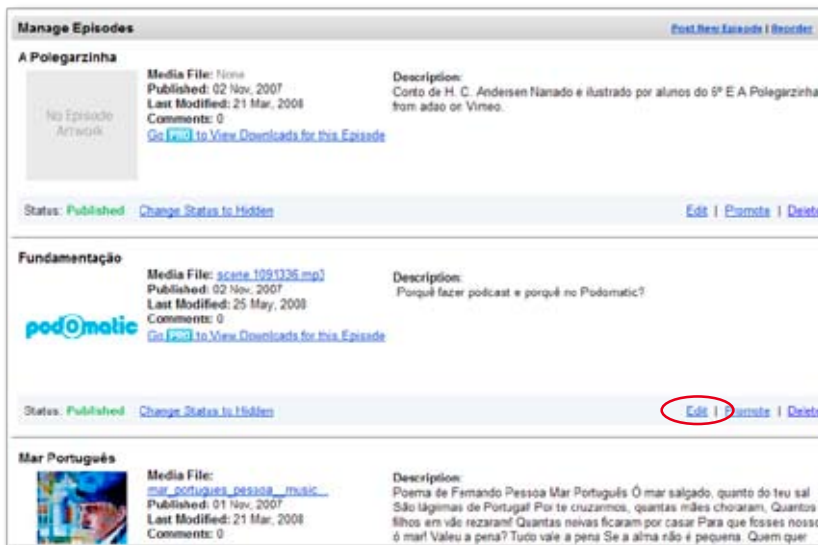 Manage Episodes
Post New Episode | Reorder
A Polegarzinha
No Episode
Artwork
Media File: None
Published: 02 Nov, 2007
Last Modified: 21 Mar, 2008
Comments: 0
Go PRO to View Downloads for this Episode
Description:
Conto de H. C. Andersen Narrado e ilustrado por alunos do 6º E A Polegarzinha
from adao on Vimeo.
Status: Published Change Status to Hidden
Edit | Promote | Delete
Fundamentação
podOmatic
Media File: scene.1091336.mp3
Published: 02 Nov, 2007
Last Modified: 25 May, 2008
Comments: 0
Go PRO to View Downloads for this Episode
Description:
Porquê fazer podcast e porquê no Podomatic?
Status: Published Change Status to Hidden
Edit | Promote | Delete
Mar Português
Media File:
mar_portugues_pessoa__music...
Published: 01 Nov, 2007
Last Modified: 21 Mar, 2008
Comments: 0
Description:
Poema de Fernando Pessoa Mar Português Ó mar salgado, quanto do teu sal
São lágrimas de Portugal! Por te cruzarmos, quantas mães choraram, Quantos
filhos em vão rezaram! Quantas noivas ficaram por casar Para que fosses nosso
ó mar! Valeu a pena? Tudo vale a pena Se a alma não é pequena. Quem quer